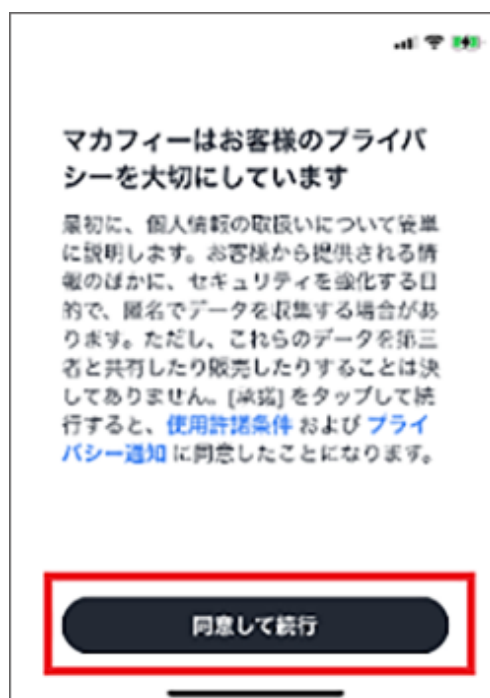 マカフィーはお客様のプライバ
シーを大切にしています
最初に、個人情報の取扱いについて簡単
に説明します。お客様から提供される情
報のほかに、セキュリティを強化する目
的で、匿名でデータを収集する場合があ
ります。ただし、これらのデータを第三
者と共有したり販売したりすることは決
してありません。[承諾] をタップして続
行すると、使用許諾条件 および プライ
バシー通知 に同意したことになります。
同意して続行